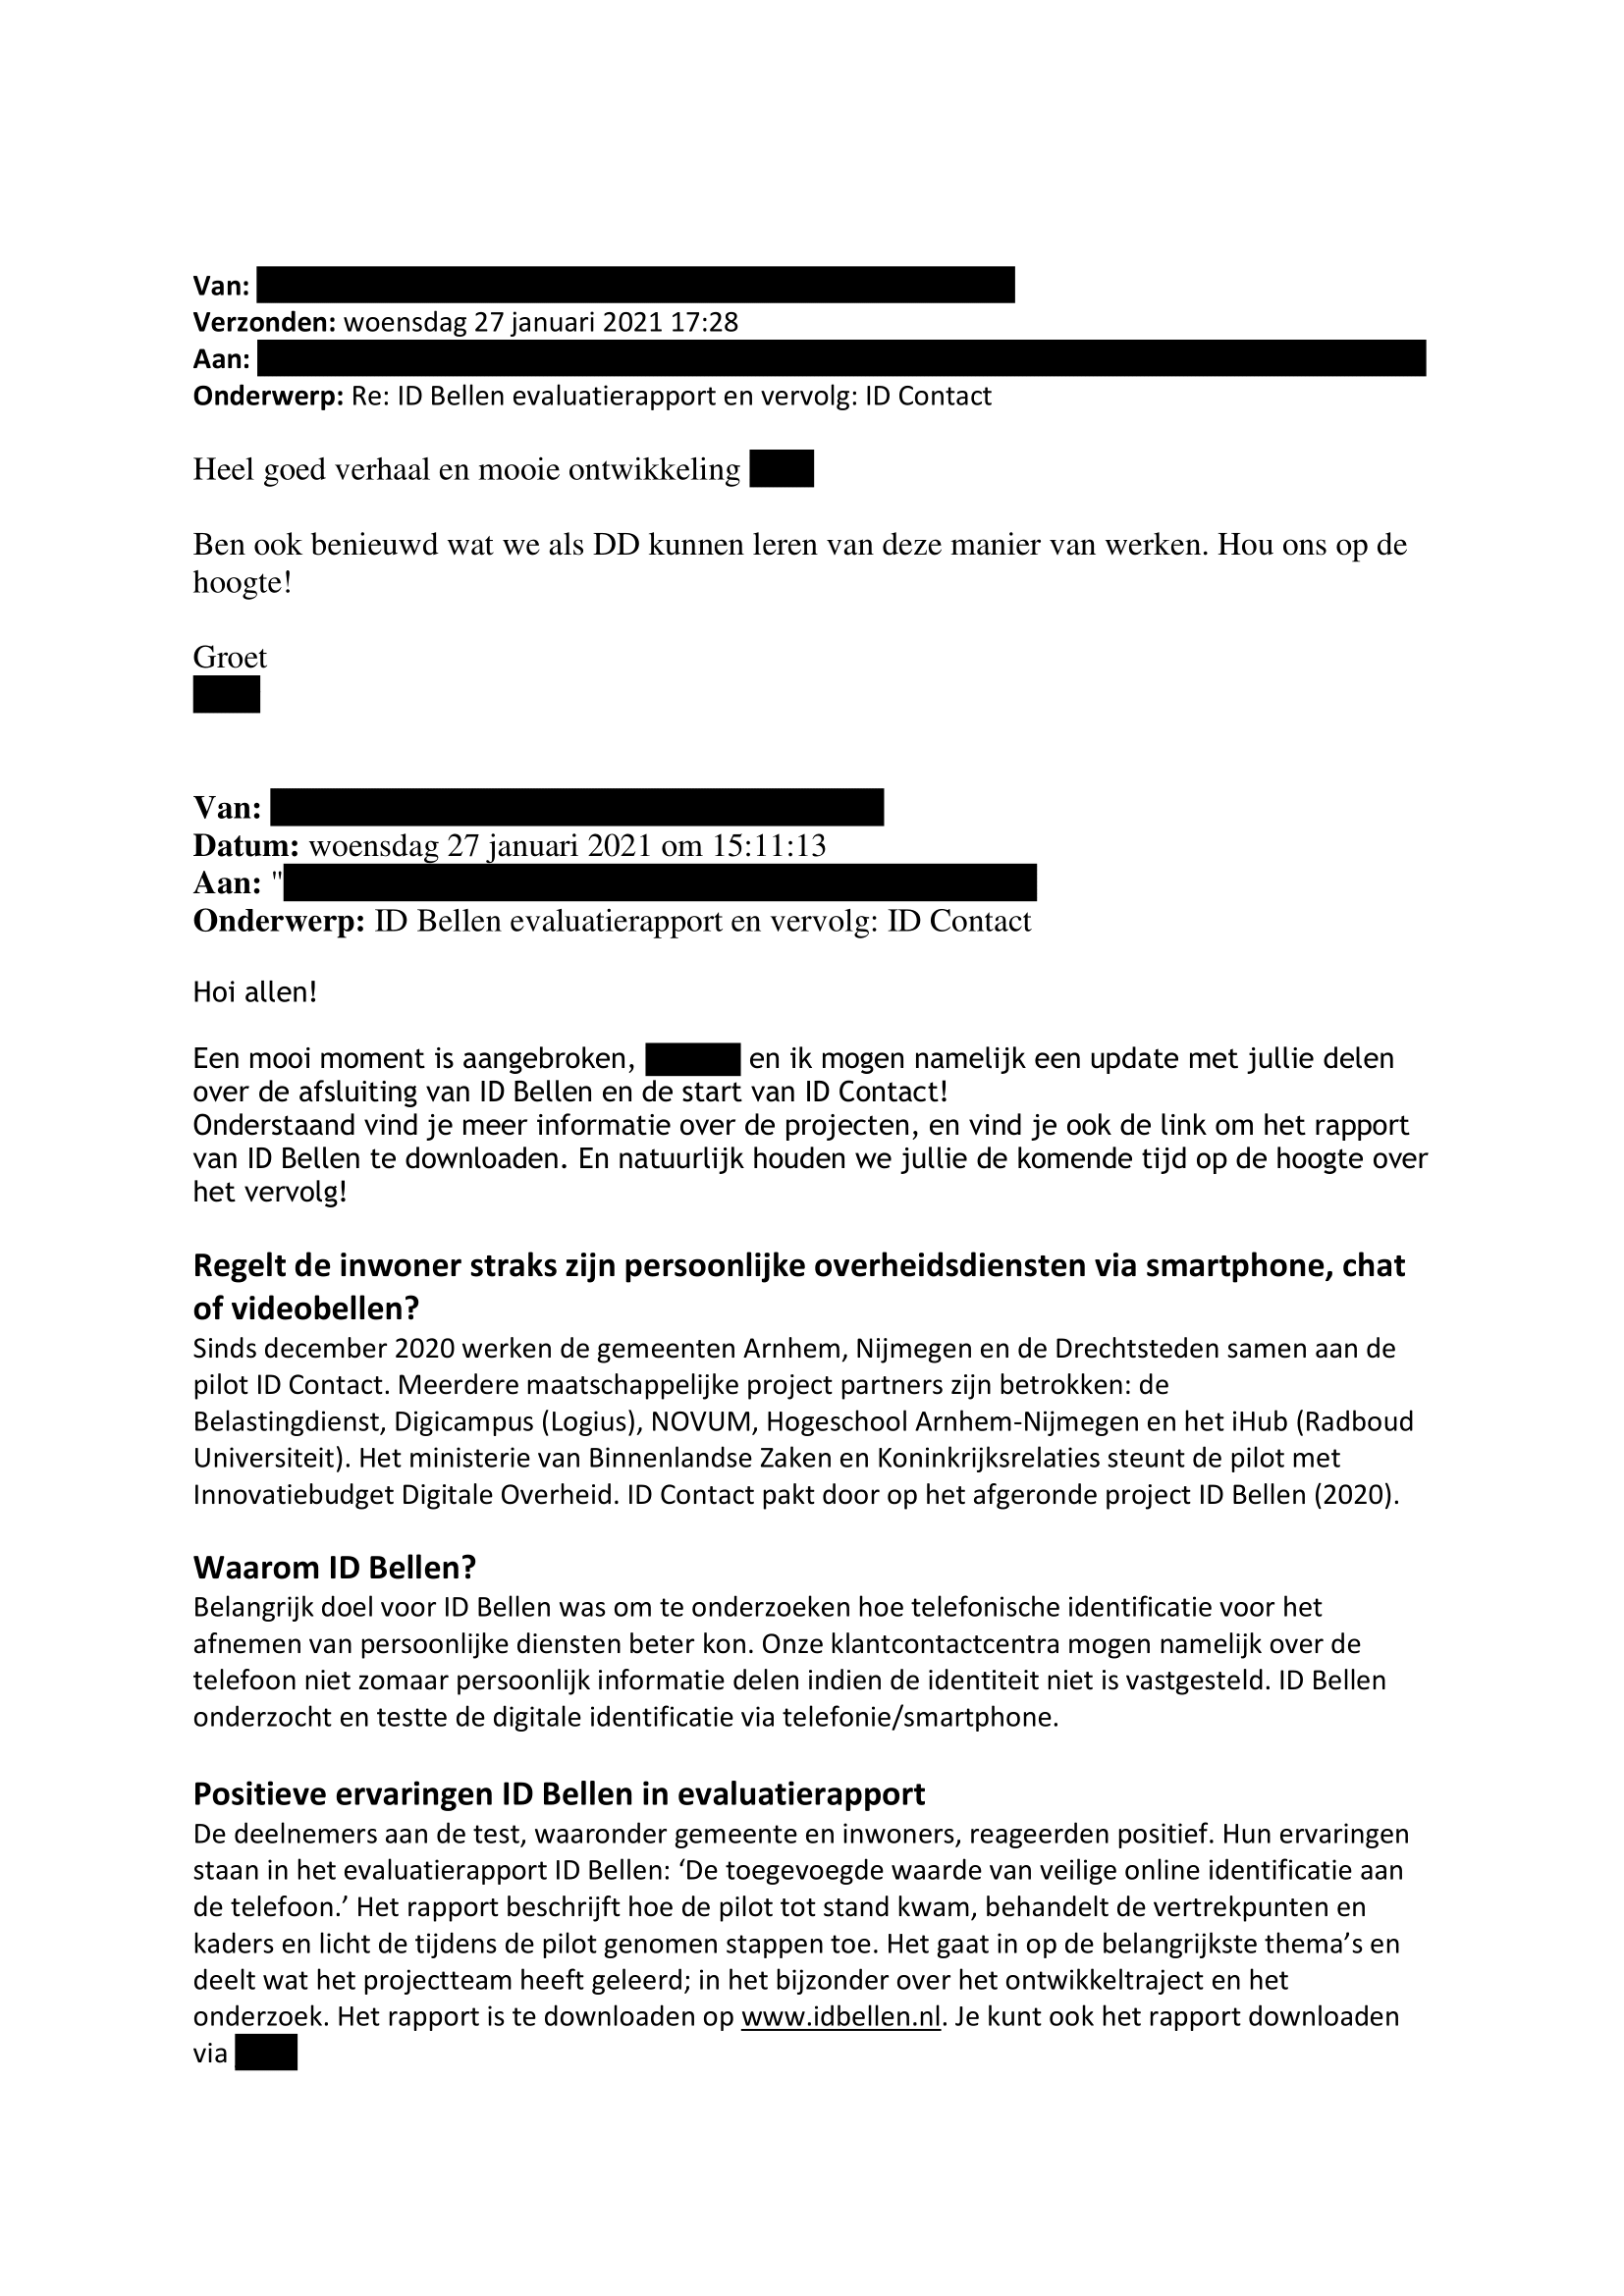 Van:
Verzonden: woensdag 27 januari 2021 17:28
Aan:
Onderwerp: Re: ID Bellen evaluatierapport en vervolg: ID Contact
Heel goed verhaal en mooie ontwikkeling
Ben ook benieuwd wat we als DD kunnen leren van deze manier van werken. Hou ons op de
hoogte!
Groet
Van:
Datum: woensdag 27 januari 2021 om 15:11:13
Aan: "
Onderwerp: ID Bellen evaluatierapport en vervolg: ID Contact
Hoi allen!
Een mooi moment is aangebroken, en ik mogen namelijk een update met jullie delen
over de afsluiting van ID Bellen en de start van ID Contact!
Onderstaand vind je meer informatie over de projecten, en vind je ook de link om het rapport
van ID Bellen te downloaden. En natuurlijk houden we jullie de komende tijd op de hoogte over
het vervolg!
Regelt de inwoner straks zijn persoonlijke overheidsdiensten via smartphone, chat
of videobellen?
Sinds december 2020 werken de gemeenten Arnhem, Nijmegen en de Drechtsteden samen aan de
pilot ID Contact. Meerdere maatschappelijke project partners zijn betrokken: de
Belastingdienst, Digicampus (Logius), NOVUM, Hogeschool Arnhem-Nijmegen en het iHub (Radboud
Universiteit). Het ministerie van Binnenlandse Zaken en Koninkrijksrelaties steunt de pilot met
Innovatiebudget Digitale Overheid. ID Contact pakt door op het afgeronde project ID Bellen (2020).
Waarom ID Bellen?
Belangrijk doel voor ID Bellen was om te onderzoeken hoe telefonische identificatie voor het
afnemen van persoonlijke diensten beter kon. Onze klantcontactcentra mogen namelijk over de
telefoon niet zomaar persoonlijk informatie delen indien de identiteit niet is vastgesteld. ID Bellen
onderzocht en testte de digitale identificatie via telefonie/smartphone.
Positieve ervaringen ID Bellen in evaluatierapport
De deelnemers aan de test, waaronder gemeente en inwoners, reageerden positief. Hun ervaringen
staan in het evaluatierapport ID Bellen: ‘De toegevoegde waarde van veilige online identificatie aan
de telefoon.’ Het rapport beschrijft hoe de pilot tot stand kwam, behandelt de vertrekpunten en
kaders en licht de tijdens de pilot genomen stappen toe. Het gaat in op de belangrijkste thema’s en
deelt wat het projectteam heeft geleerd; in het bijzonder over het ontwikkeltraject en het
onderzoek. Het rapport is te downloaden op www.idbellen.nl. Je kunt ook het rapport downloaden
via